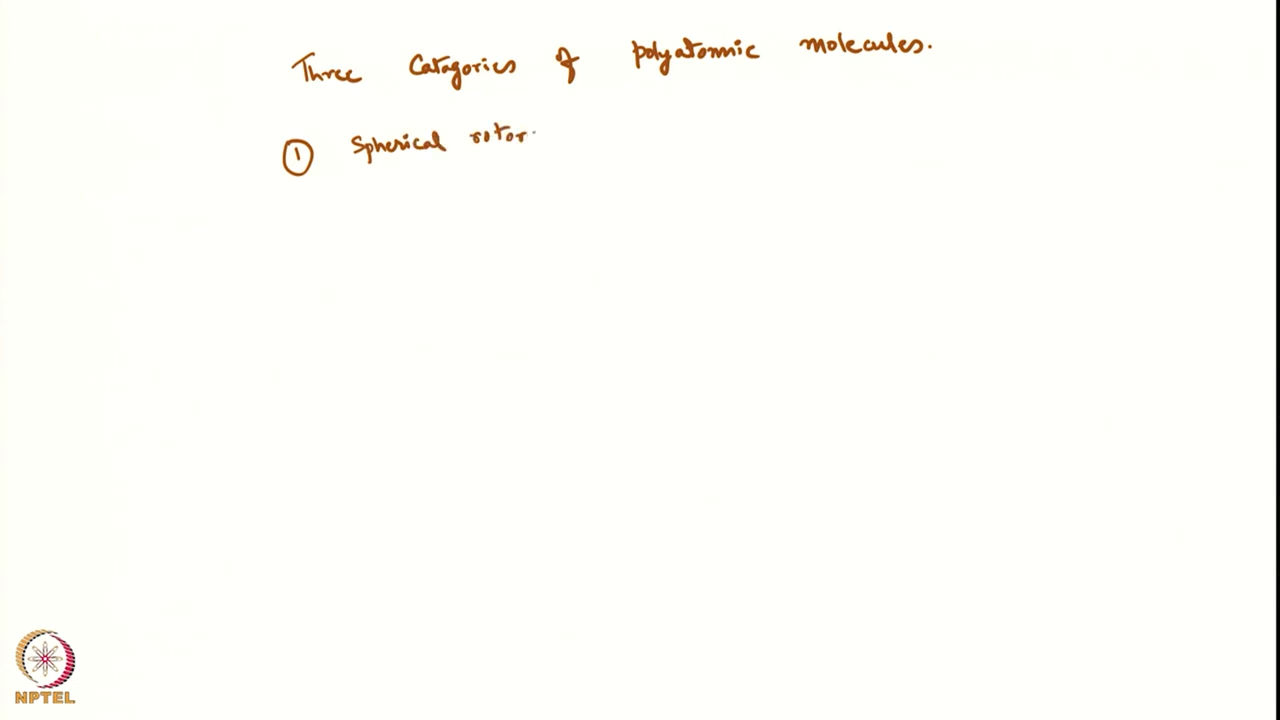 Three Catagories of polyatomic molecules.
① Spherical rotor.
NPTEL